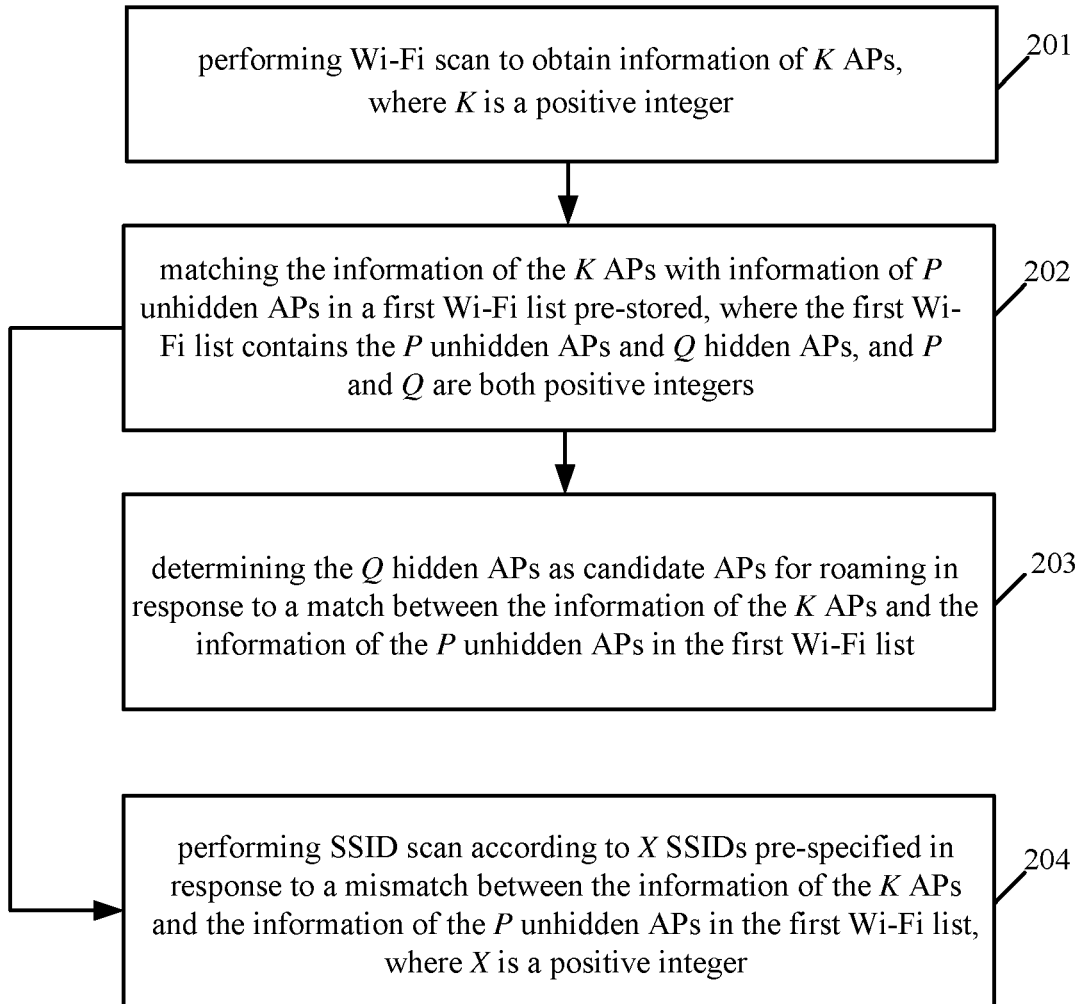 performing Wi-Fi scan to obtain information of K APs,
where K is a positive integer
201
matching the information of the K APs with information of P
unhidden APs in a first Wi-Fi list pre-stored, where the first Wi-
Fi list contains the P unhidden APs and Q hidden APs, and P
and Q are both positive integers
202
determining the Q hidden APs as candidate APs for roaming in
response to a match between the information of the K APs and the
information of the P unhidden APs in the first Wi-Fi list
203
performing SSID scan according to X SSIDs pre-specified in
response to a mismatch between the information of the K APs
and the information of the P unhidden APs in the first Wi-Fi list,
where X is a positive integer
204